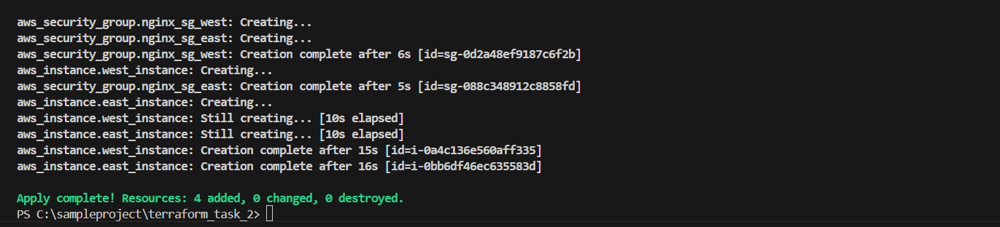 aws_security_group.nginx_sg_west: Creating...
aws_security_group.nginx_sg_east: Creating...
aws_security_group.nginx_sg_west: Creation complete after 6s [id=sg-0d2a48ef9187c6f2b]
aws_instance.west_instance: Creating...
aws_security_group.nginx_sg_east: Creation complete after 5s [id=sg-088c348912c8858fd]
aws_instance.east_instance: Creating...
aws_instance.west_instance: Still creating... [10s elapsed]
aws_instance.east_instance: Still creating... [10s elapsed]
aws_instance.west_instance: Creation complete after 15s [id=i-0a4c136e560aff335]
aws_instance.east_instance: Creation complete after 16s [id=i-0bb6df46ec635583d]
Apply complete! Resources: 4 added, 0 changed, 0 destroyed.
PS C:\sampleproject\terraform_task_2>